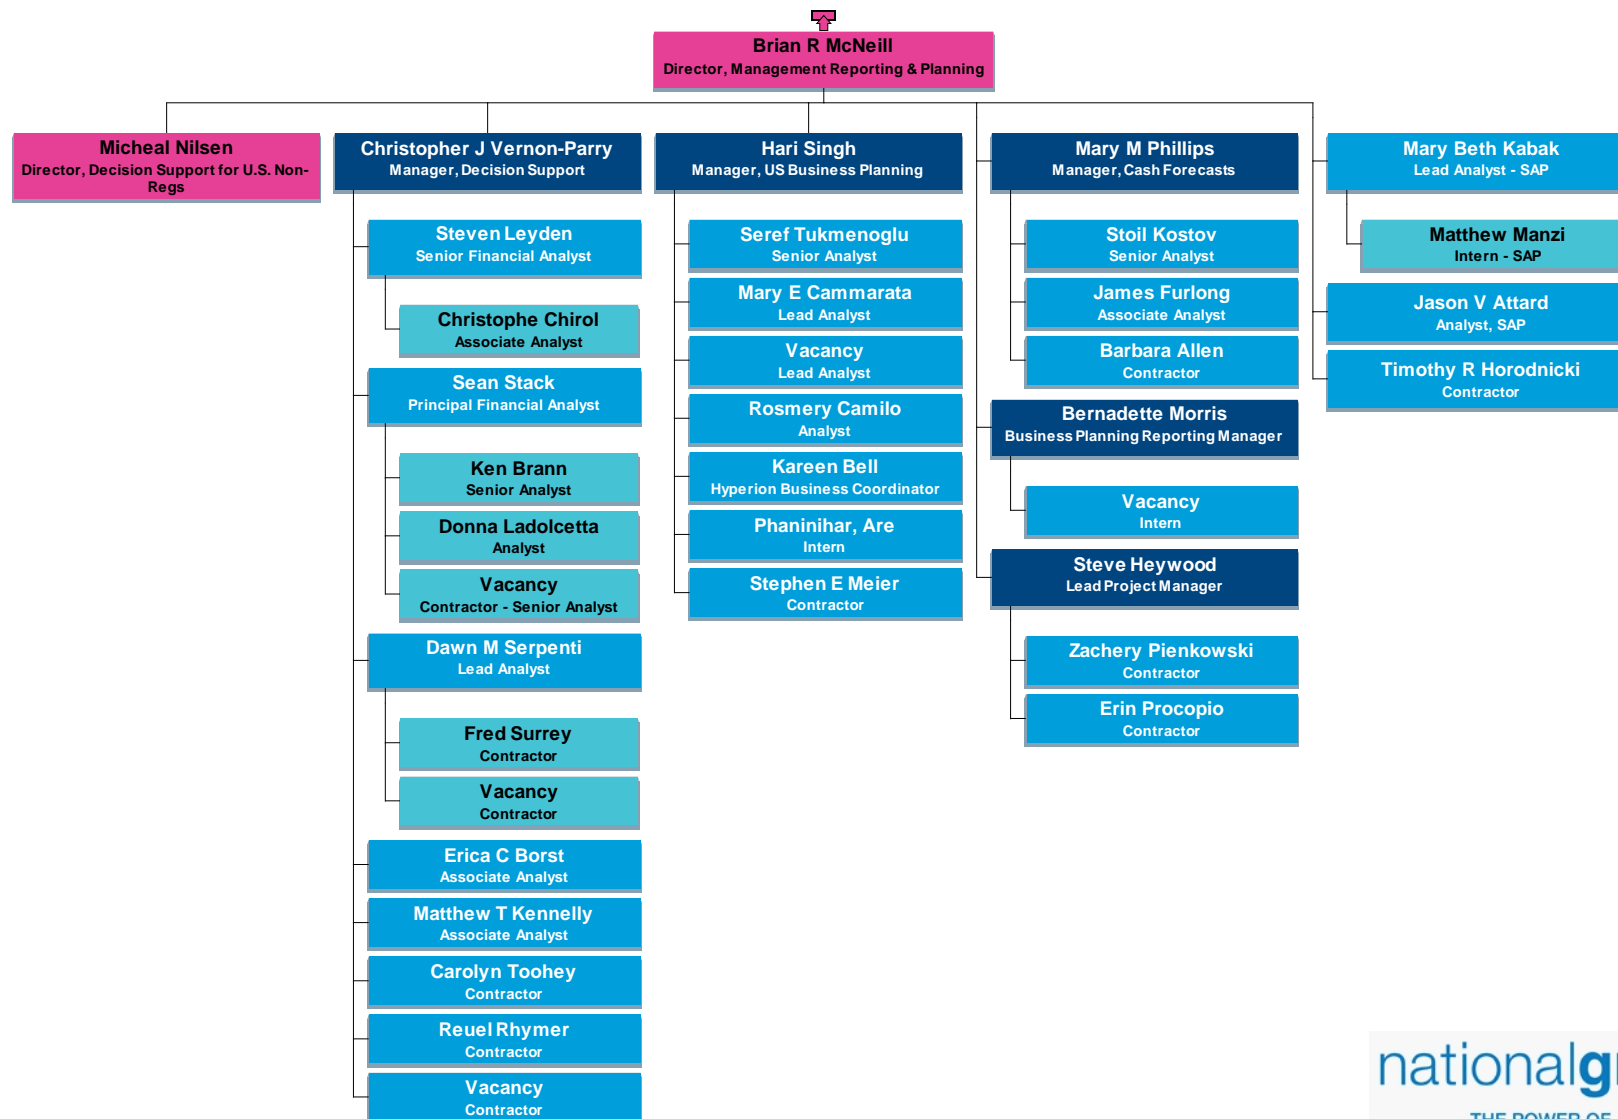 Brian R McNeill
Director, Management Reporting & Planning
Micheal Nilsen
Director, Decision Support for U.S. Non-
Regs
Christopher J Vernon-Parry
Manager, Decision Support
Steven Leyden
Senior Financial Analyst
Christophe Chirol
Associate Analyst
Sean Stack
Principal Financial Analyst
Ken Brann
Senior Analyst
Donna Ladolcetta
Analyst
Vacancy
Contractor - Senior Analyst
Dawn M Serpenti
Lead Analyst
Fred Surrey
Contractor
Vacancy
Contractor
Erica C Borst
Associate Analyst
Matthew T Kennelly
Associate Analyst
Carolyn Toohey
Contractor
Reuel Rhymer
Contractor
Vacancy
Contractor
Hari Singh
Manager, US Business Planning
Seref Tukmenoglu
Senior Analyst
Mary E Cammarata
Lead Analyst
Vacancy
Lead Analyst
Rosmery Camilo
Analyst
Kareen Bell
Hyperion Business Coordinator
Phaninihar, Are
Intern
Stephen E Meier
Contractor
Mary M Phillips
Manager, Cash Forecasts
Stoil Kostov
Senior Analyst
James Furlong
Associate Analyst
Barbara Allen
Contractor
Bernadette Morris
Business Planning Reporting Manager
Vacancy
Intern
Steve Heywood
Lead Project Manager
Zachery Pienkowski
Contractor
Erin Procopio
Contractor
Mary Beth Kabak
Lead Analyst - SAP
Matthew Manzi
Intern - SAP
Jason V Attard
Analyst, SAP
Timothy R Horodnicki
Contractor
nationalg
THE POWER OF